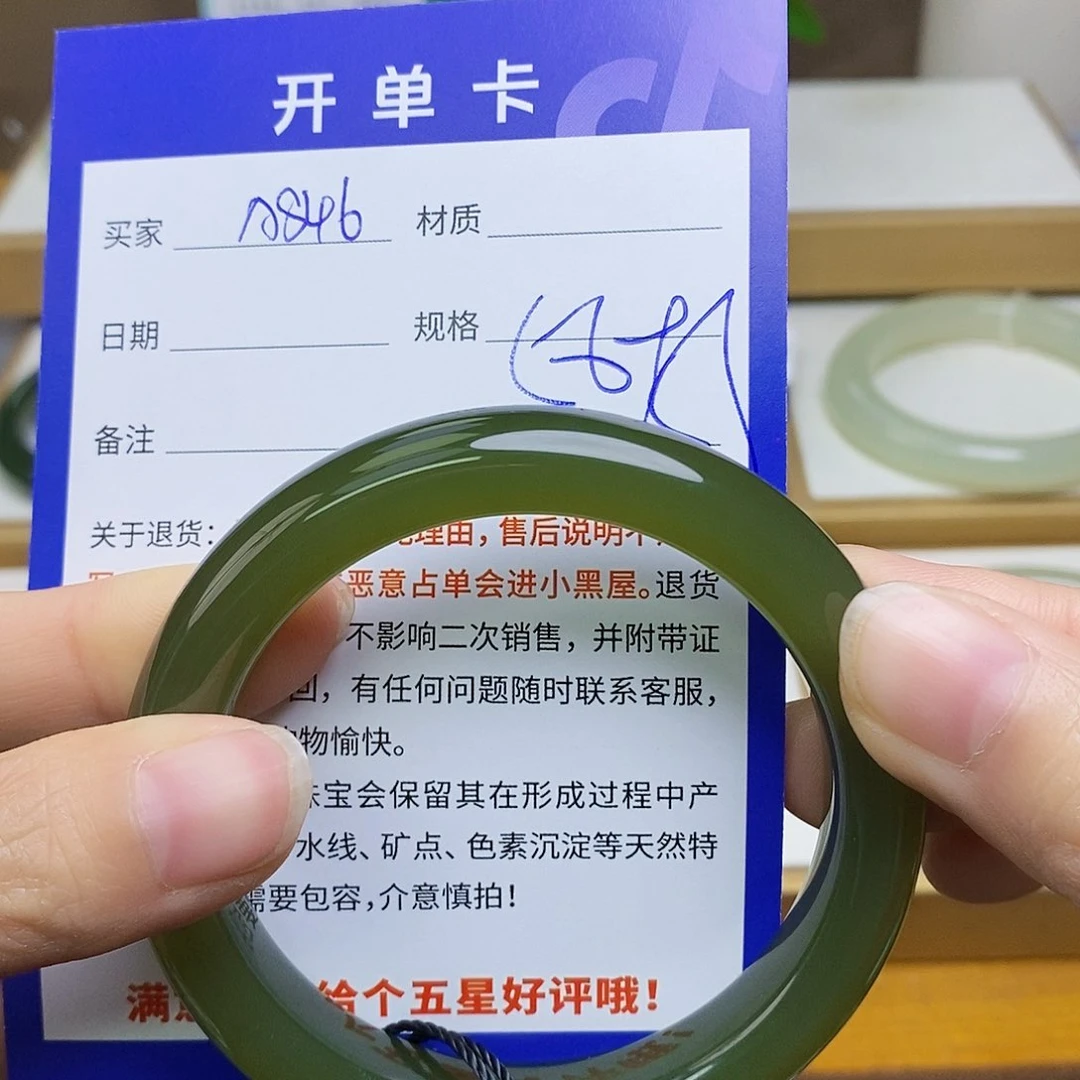 开单卡
买家 材质
日期 规格
备注
关于退货： 理由，售后说明不
恶意占单会进小黑屋。退货
不影响二次销售，并附带证
回，有任何问题随时联系客服，
物愉快。
珠宝会保留其在形成过程中产
水线、矿点、色素沉淀等天然特
需要包容，介意慎拍！
满意 给个五星好评哦！